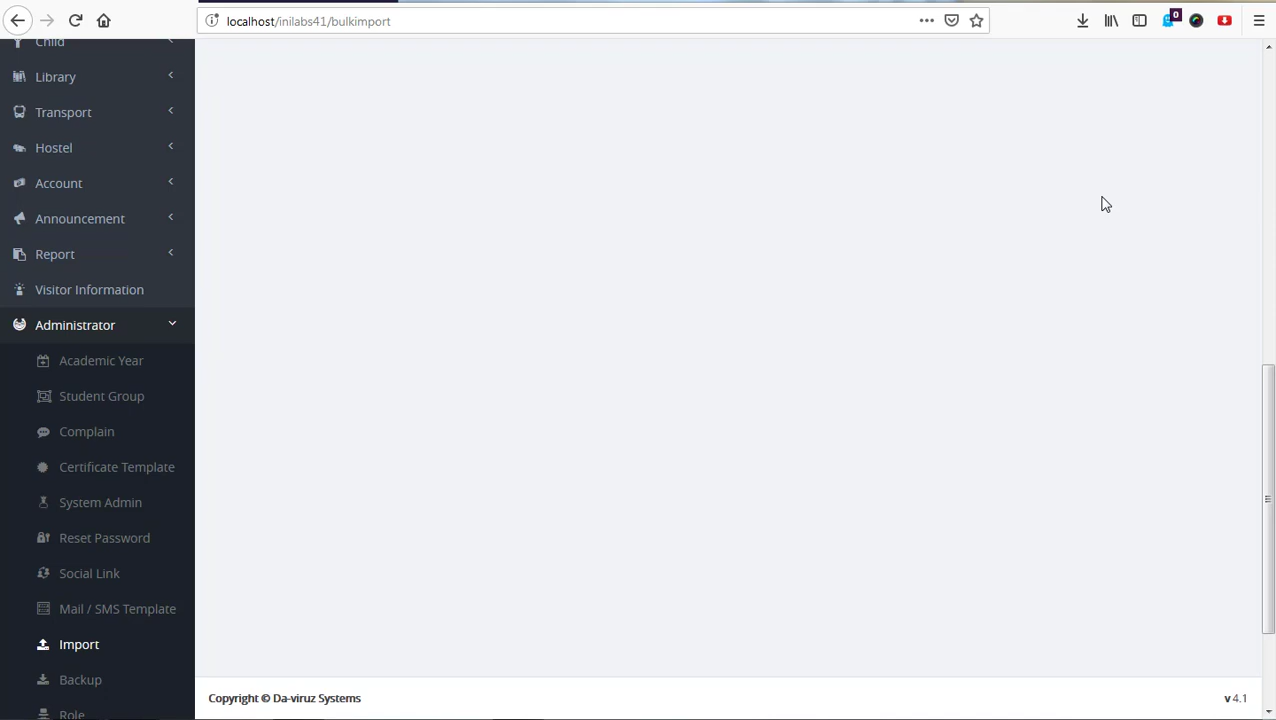 localhost/inilabs41/bulkimport
0
Child
Library
Transport
Hostel
Account
Announcement
Report
Visitor Information
Administrator
Academic Year
Student Group
Complain
Certificate Template
System Admin
Reset Password
Social Link
Mail / SMS Template
Import
Backup
Role
Copyright © Da-viruz Systems
v 4.1